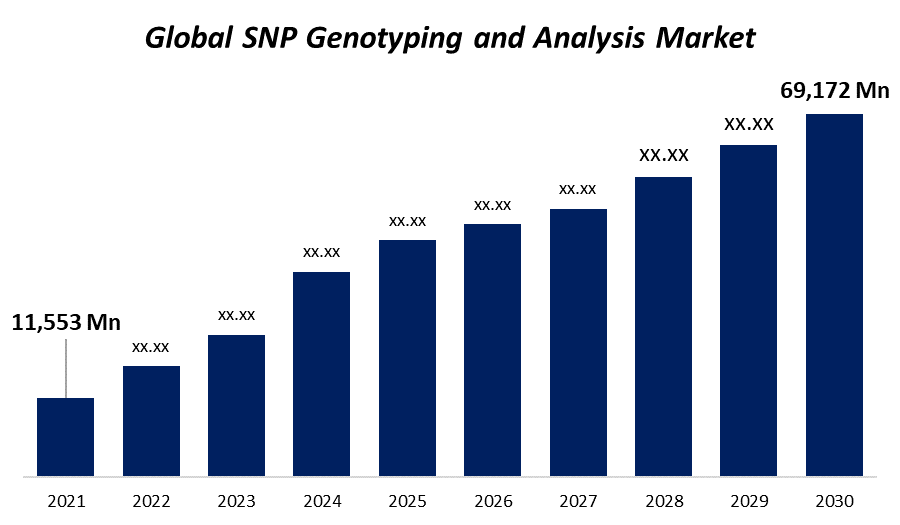 Global SNP Genotyping and Analysis Market
69,172 Mn
xx.xx
xx.xx
xx.xx
xx.xx
xx.xx
xx.xx
11,553 Mn
xx.xx
xx.xx
2021 2022 2023 2024 2025 2026 2027 2028 2029 2030